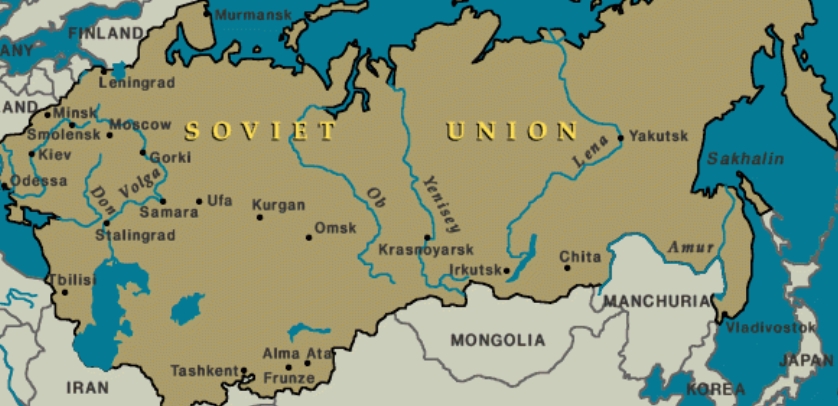 Murmansk
FINLAND
ANY
Leningrad
AND
Minsk
Smolensk
Moscow
SOVIET UNION
Yakutsk
Kiev
Gorki
Lena
Sakhalin
Odessa
Don
Volga
Ob
Yenisey
Samara
Ufa
Kurgan
Omsk
Stalingrad
Krasnoyarsk
Amur
Irkutsk
Chita
Tbilisi
MANCHURIA
Vladivostok
MONGOLIA
JAPAN
Tashkent
Alma Ata
Frunze
IRAN
KOREA